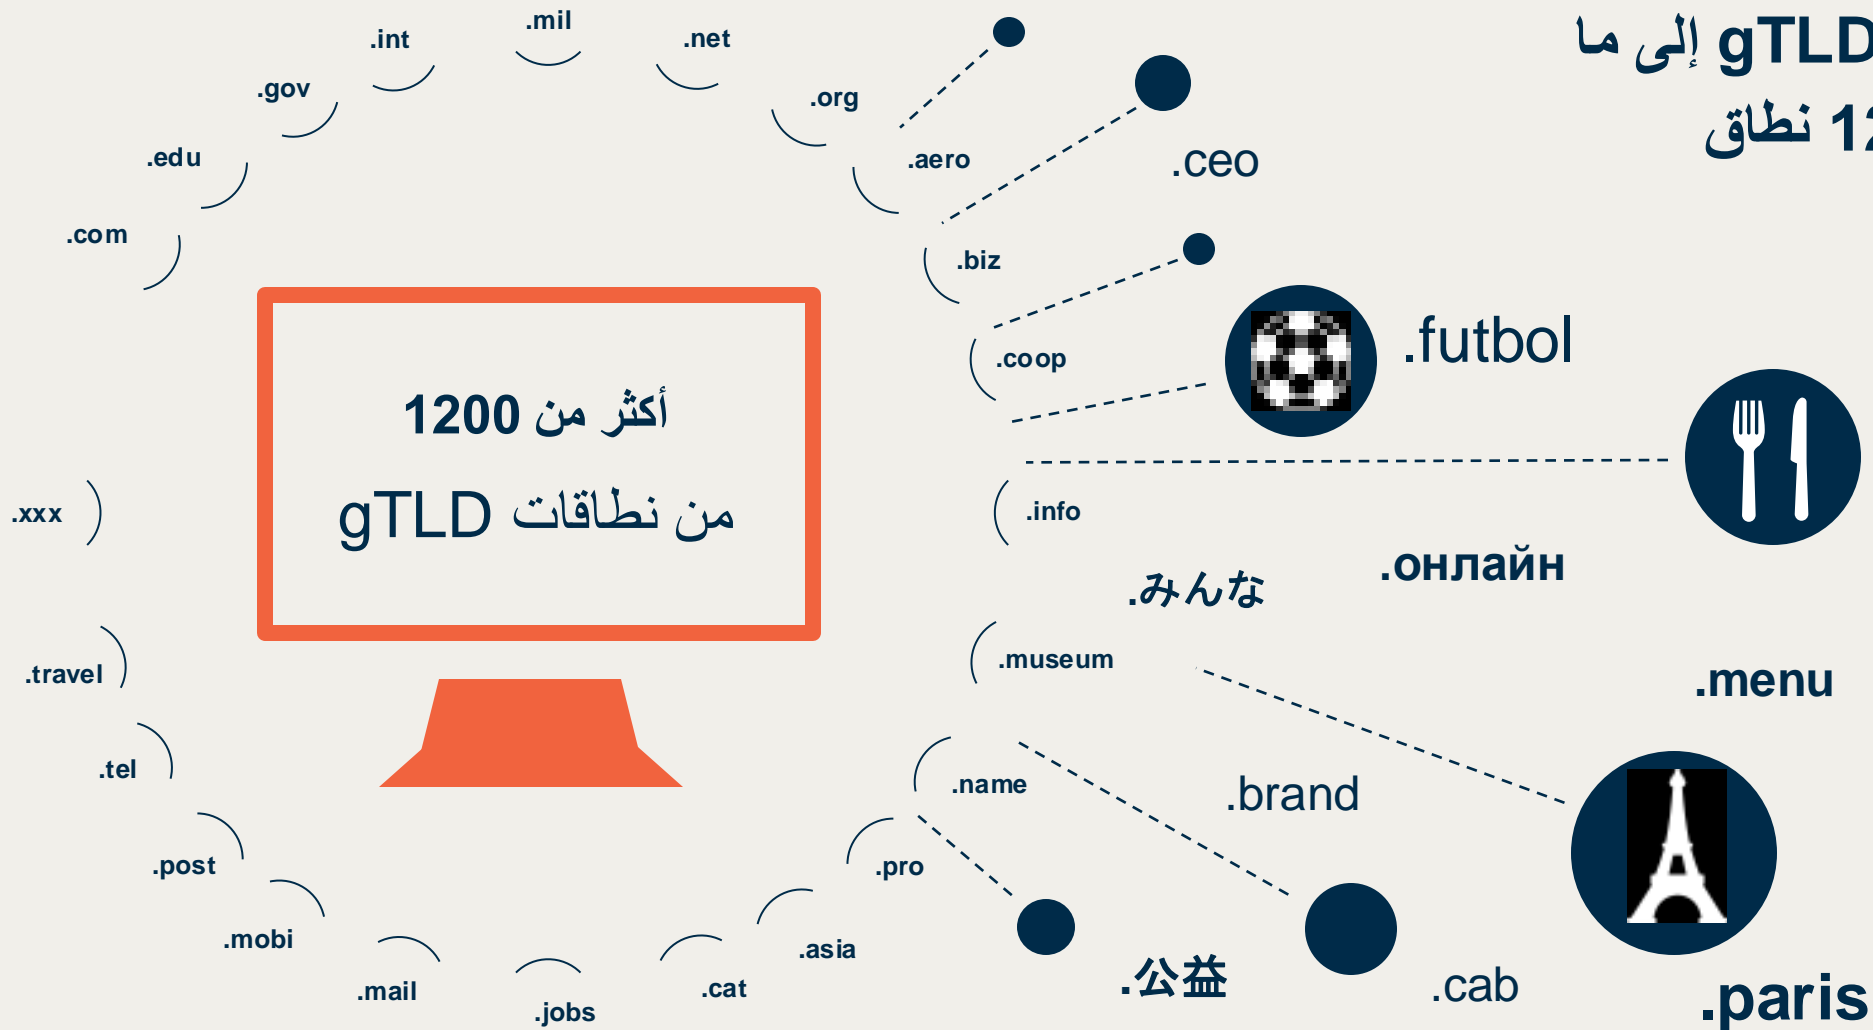 gTLD إلى ما
12 نطاق
.mil
.int
.net
.gov
.org
.edu
.aero
.ceo
.com
.biz
.futbol
.coop
أكثر من 1200
من نطاقات gTLD
.xxx
.info
.みんな
.онлайн
.museum
.travel
.menu
.tel
.name
.brand
.post
.pro
.mobi
.asia
.mail
.cat
.jobs
.公益
.cab
.paris